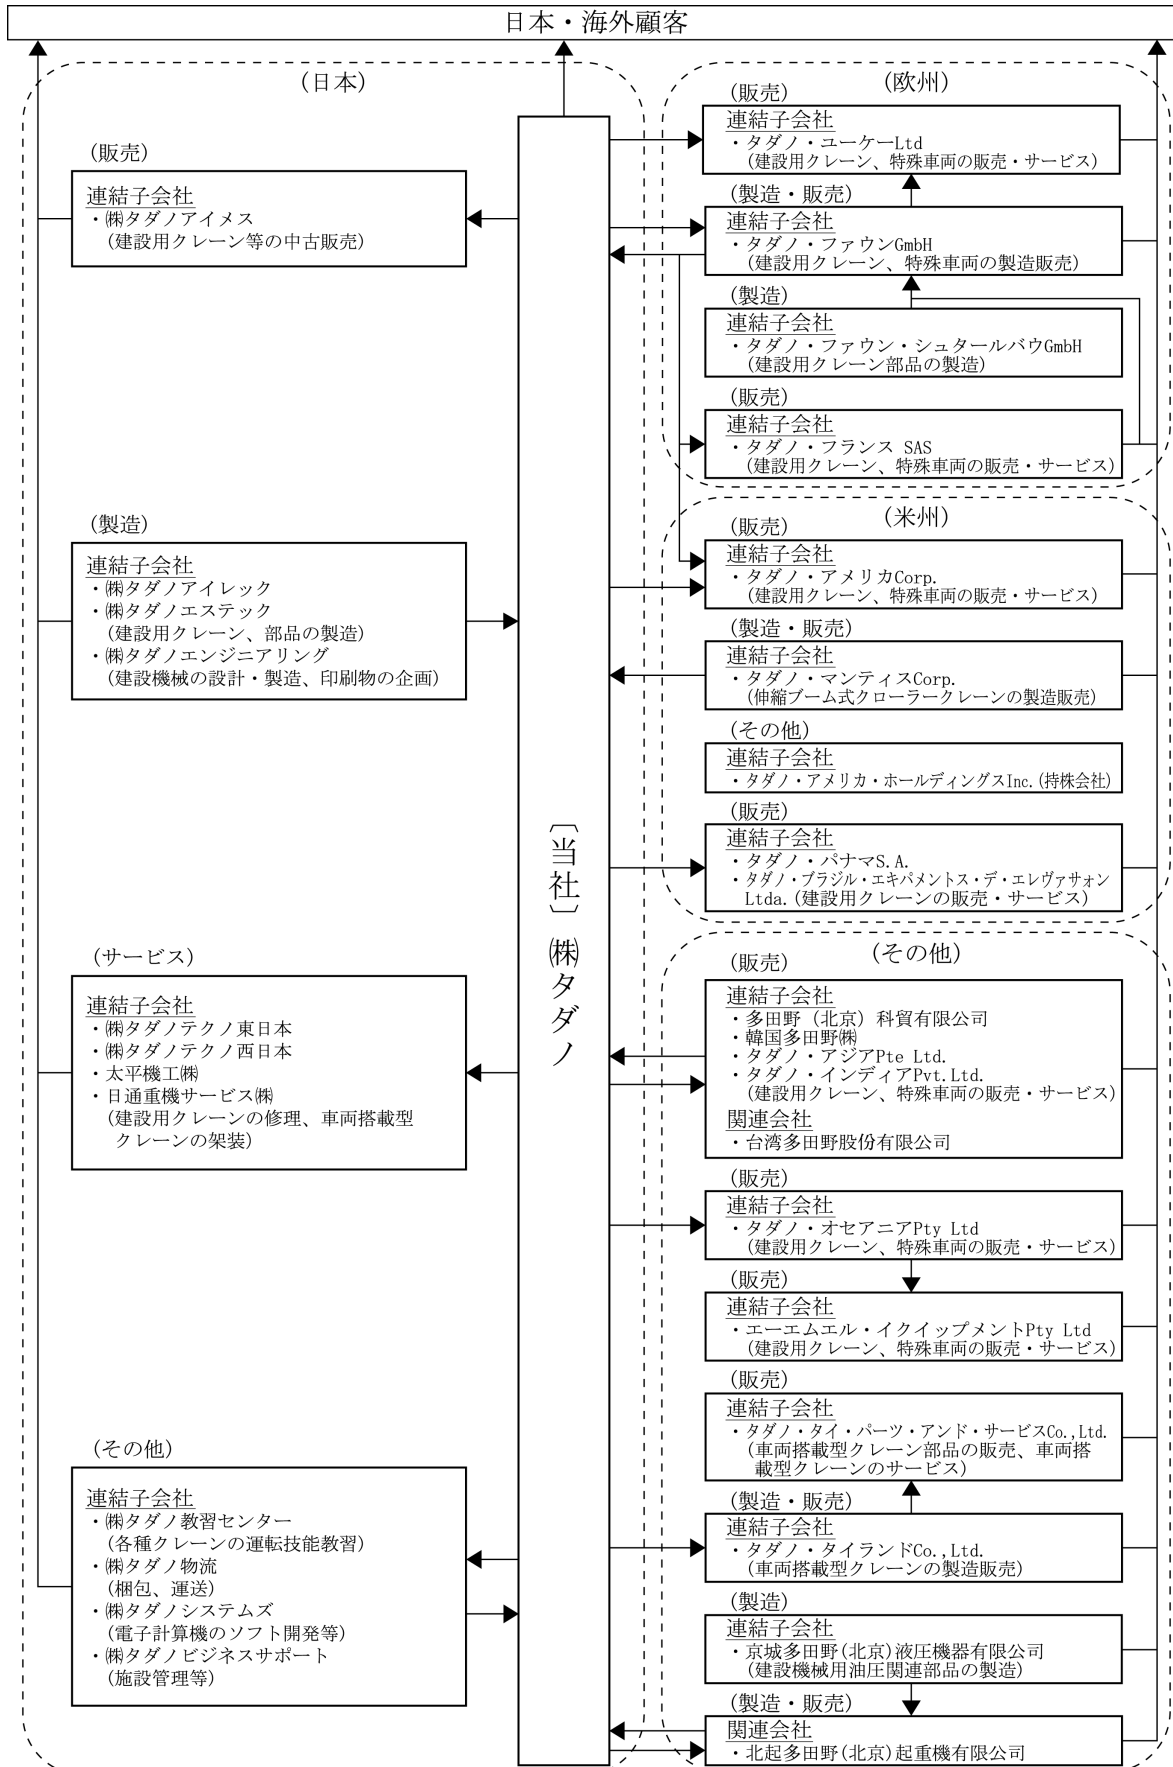 日本・海外顧客
(日本)
(販売)
連結子会社
・㈱タダノアイメス
(建設用クレーン等の中古販売)
(製造)
連結子会社
・㈱タダノアイレック
・㈱タダノエステック
(建設用クレーン、部品の製造)
・㈱タダノエンジニアリング
(建設機械の設計・製造、印刷物の企画)
(サービス)
連結子会社
・㈱タダノテクノ東日本
・㈱タダノテクノ西日本
・太平機工㈱
・日通重機サービス㈱
(建設用クレーンの修理、車両搭載型
クレーンの架装)
(その他)
連結子会社
・㈱タダノ教習センター
(各種クレーンの運転技能教習)
・㈱タダノ物流
(梱包、運送)
・㈱タダノシステムズ
(電子計算機のソフト開発等)
・㈱タダノビジネスサポート
(施設管理等)
〔当社〕㈱タダノ
(欧州)
(販売)
連結子会社
・タダノ・ユーケーLtd
(建設用クレーン、特殊車両の販売・サービス)
(製造・販売)
連結子会社
・タダノ・ファウンGmbH
(建設用クレーン、特殊車両の製造販売)
(製造)
連結子会社
・タダノ・ファウン・シュタールバウGmbH
(建設用クレーン部品の製造)
(販売)
連結子会社
・タダノ・フランス SAS
(建設用クレーン、特殊車両の販売・サービス)
(米州)
(販売)
連結子会社
・タダノ・アメリカCorp.
(建設用クレーン、特殊車両の販売・サービス)
(製造・販売)
連結子会社
・タダノ・マンティスCorp.
(伸縮ブーム式クローラークレーンの製造販売)
(その他)
連結子会社
・タダノ・アメリカ・ホールディングスInc.(持株会社)
(販売)
連結子会社
・タダノ・パナマS.A.
・タダノ・ブラジル・エキパメントス・デ・エレヴァサォン
Ltda.(建設用クレーンの販売・サービス)
(その他)
(販売)
連結子会社
・多田野（北京）科貿有限公司
・韓国多田野㈱
・タダノ・アジアPte Ltd.
・タダノ・インディアPvt.Ltd.
(建設用クレーン、特殊車両の販売・サービス)
関連会社
・台湾多田野股份有限公司
(販売)
連結子会社
・タダノ・オセアニアPty Ltd
(建設用クレーン、特殊車両の販売・サービス)
(販売)
連結子会社
・エーエムエル・イクイップメントPty Ltd
(建設用クレーン、特殊車両の販売・サービス)
(販売)
連結子会社
・タダノ・タイ・パーツ・アンド・サービスCo.,Ltd.
(車両搭載型クレーン部品の販売、車両搭
載型クレーンのサービス)
(製造・販売)
連結子会社
・タダノ・タイランドCo.,Ltd.
(車両搭載型クレーンの製造販売)
(製造)
連結子会社
・京城多田野(北京)液圧機器有限公司
(建設機械用油圧関連部品の製造)
(製造・販売)
関連会社
・北起多田野(北京)起重機有限公司